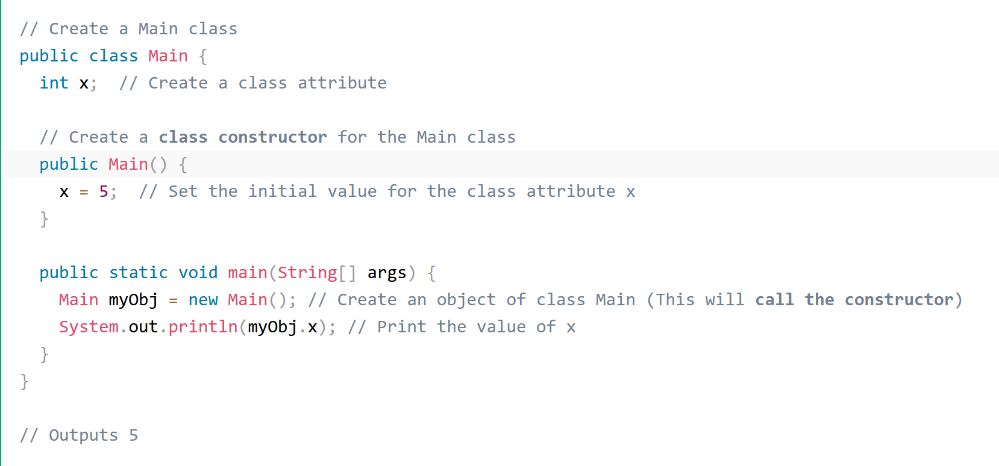 // Create a Main class
public class Main {
  int x;  // Create a class attribute
  // Create a class constructor for the Main class
  public Main() {
    x = 5;  // Set the initial value for the class attribute x
  }
  public static void main(String[] args) {
    Main myObj = new Main(); // Create an object of class Main (This will call the constructor)
    System.out.println(myObj.x); // Print the value of x
  }
}
// Outputs 5